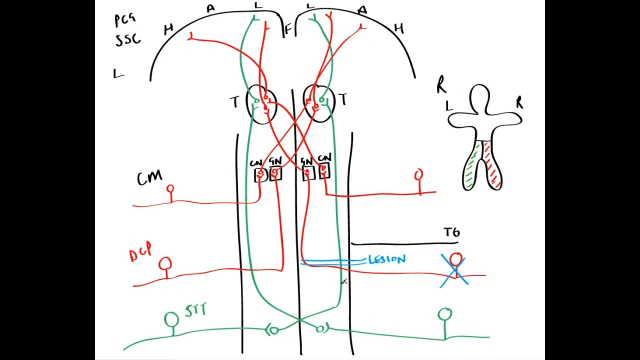 PCG
SSC
H A L F L A H
L
R
L R
T T
CN GN GN CN
CM
T6
DCP
LESION
STT